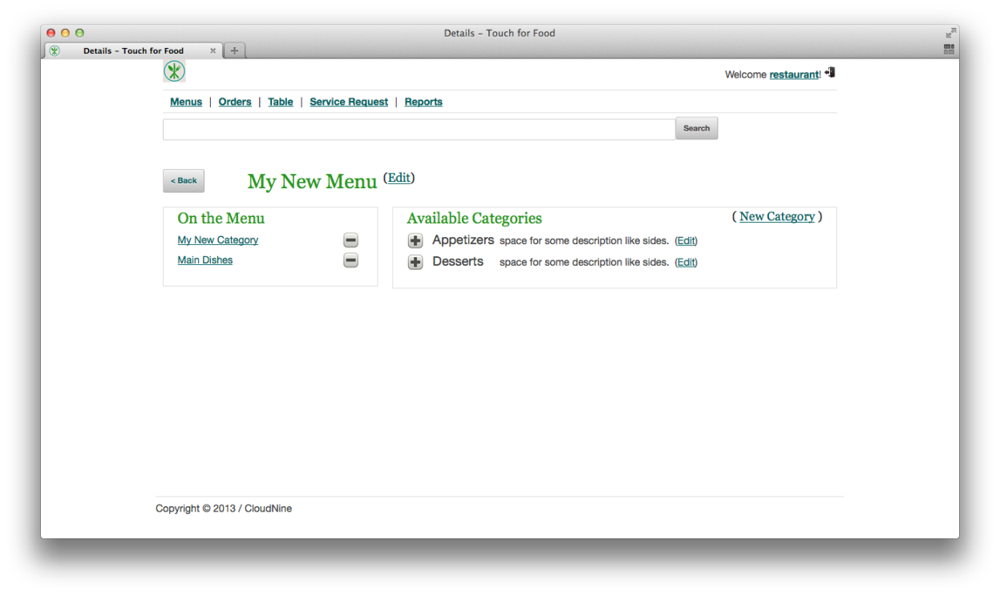 Details – Touch for Food
Details – Touch for Food
Welcome restaurant!
Menus | Orders | Table | Service Request | Reports
Search
< Back
My New Menu (Edit)
On the Menu
My New Category
Main Dishes
Available Categories
( New Category )
Appetizers space for some description like sides. (Edit)
Desserts space for some description like sides. (Edit)
Copyright © 2013 / CloudNine